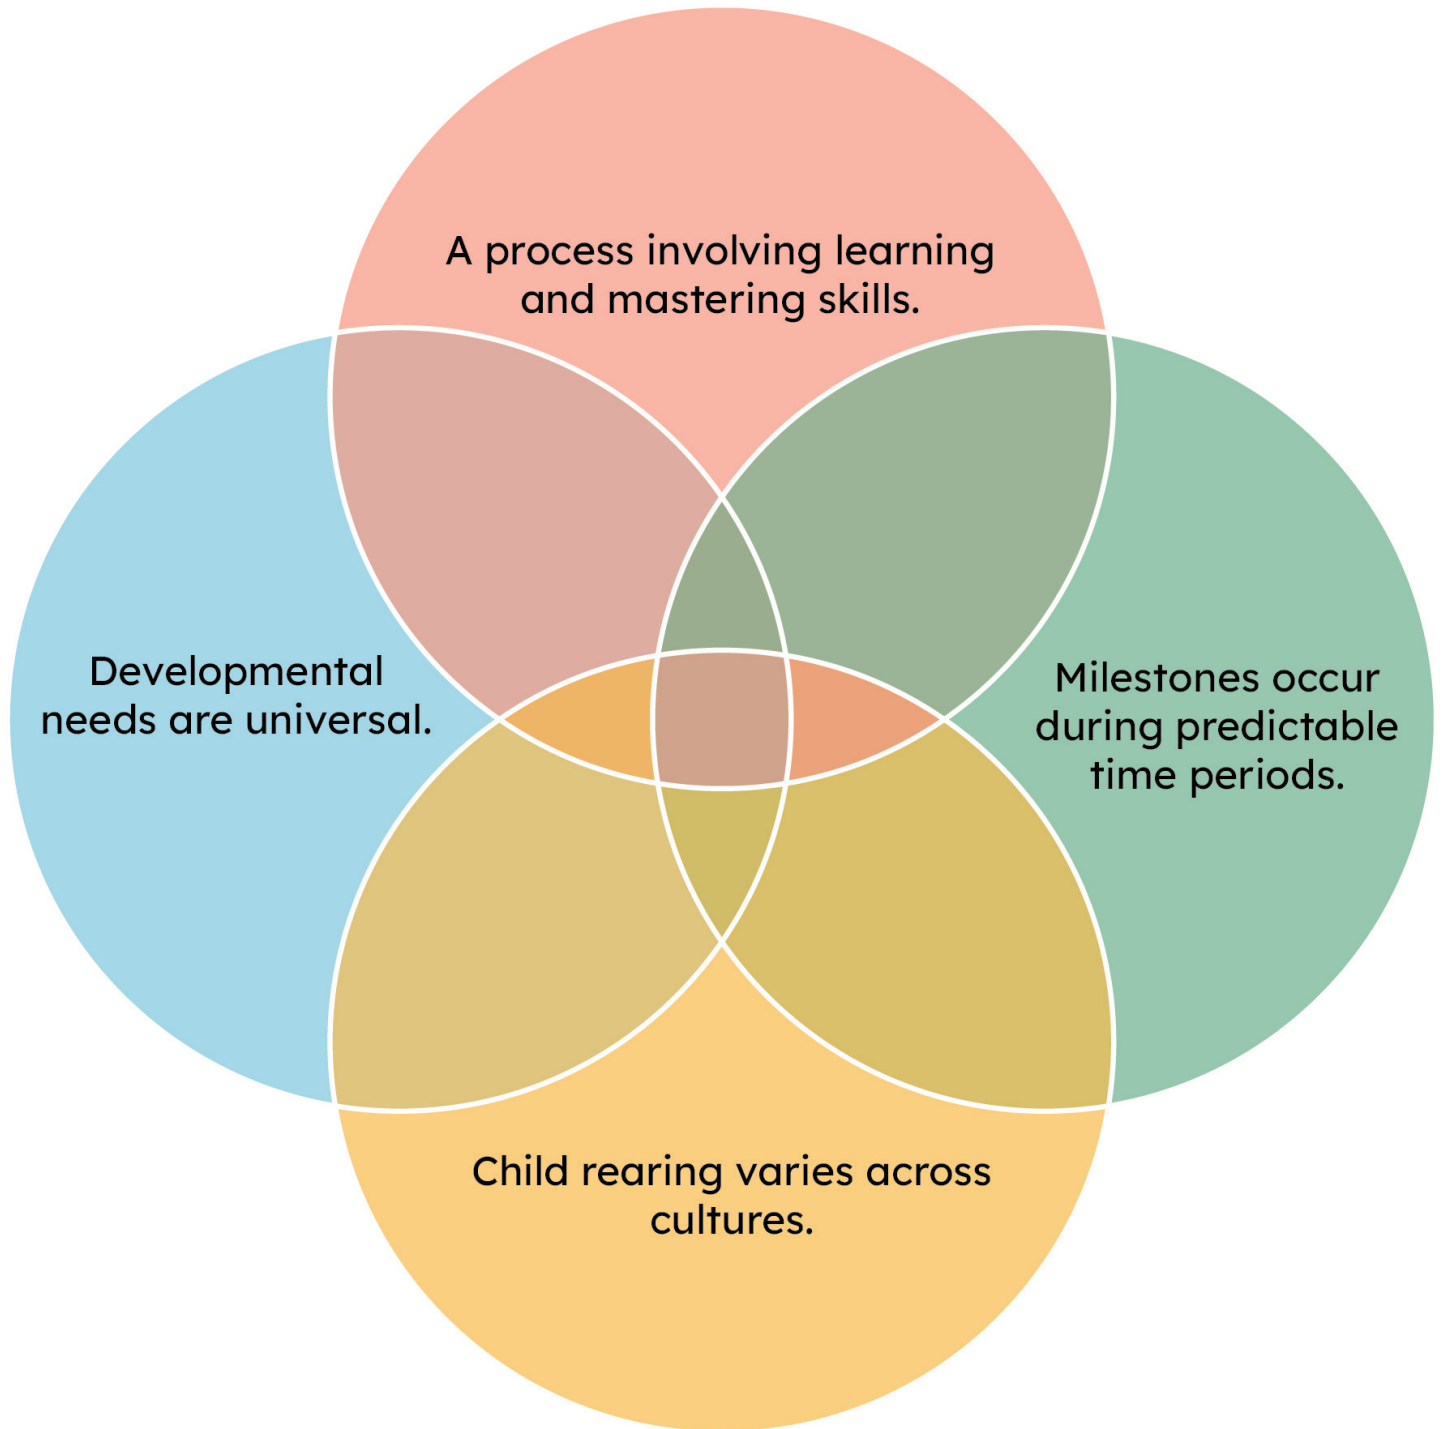 A process involving learning
and mastering skills.
Developmental
needs are universal.
Milestones occur
during predictable
time periods.
Child rearing varies across
cultures.